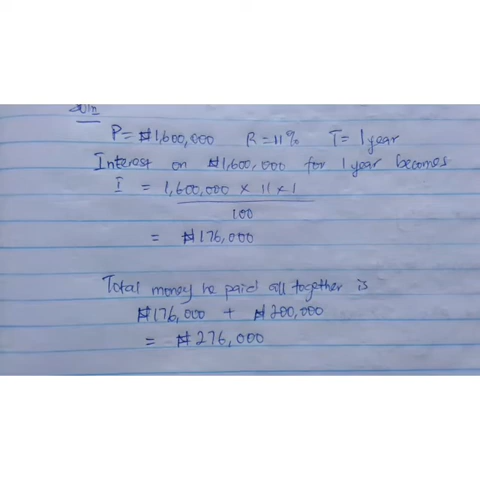 Soln
P = ₦1,600,000 R = 11% T = 1 year
Interest on ₦1,600,000 for 1 year becomes
I = 1,600,000 × 11 × 1
100
= ₦176,000
Total money he paid all together is
₦176,000 + ₦200,000
= ₦276,000